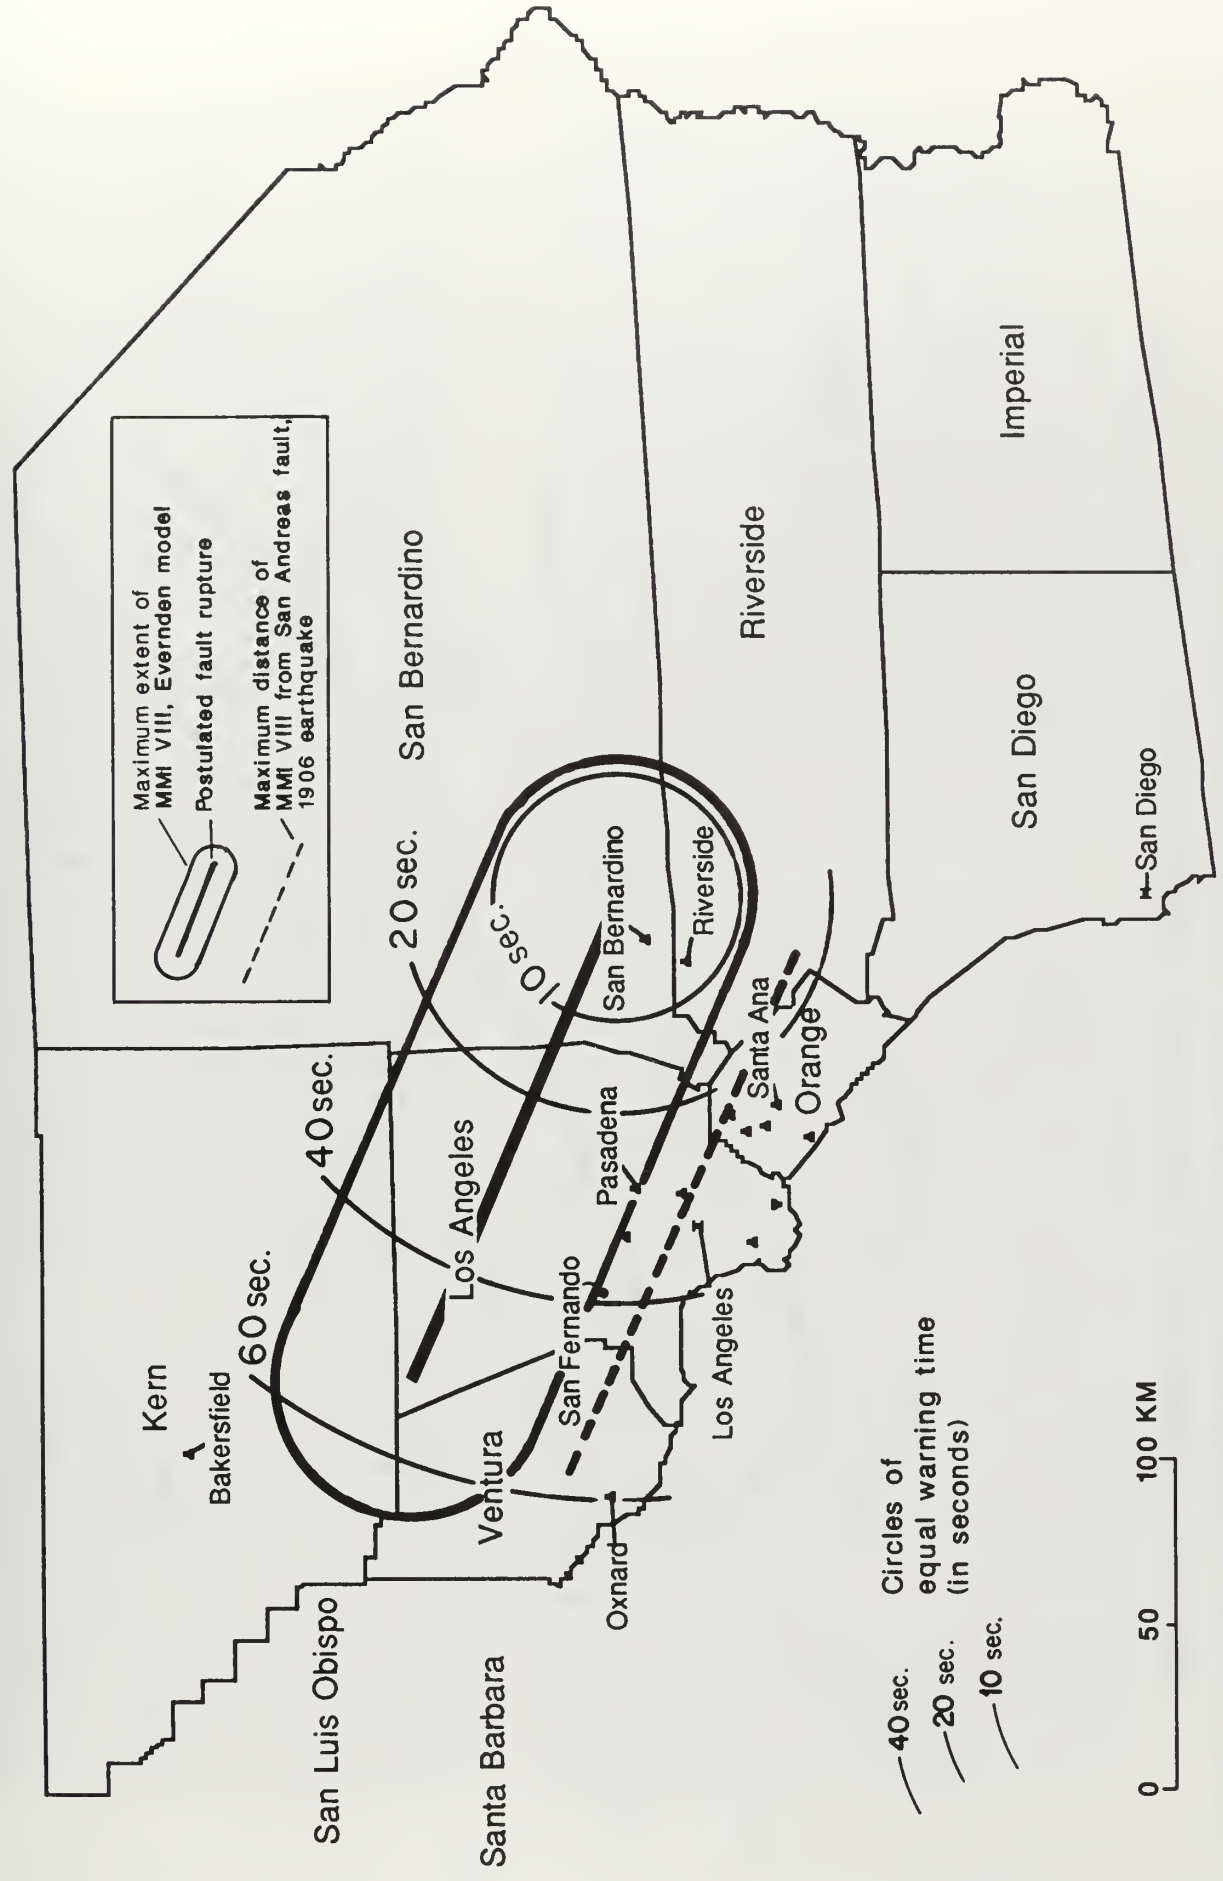 Maximum extent of
MMI VIII, Evernden model
Postulated fault rupture
Maximum distance of
MMI VIII from San Andreas fault,
1906 earthquake
Kern
Bakersfield
San Luis Obispo
Santa Barbara
60 sec.
40 sec.
20 sec.
10 sec.
San Bernardino
Los Angeles
Ventura
San Fernando
Pasadena
San Bernardino
Riverside
Riverside
Oxnard
Los Angeles
Santa Ana
Orange
San Diego
Imperial
San Diego
40 sec.
20 sec.
10 sec.
Circles of
equal warning time
(in seconds)
0 50 100 KM